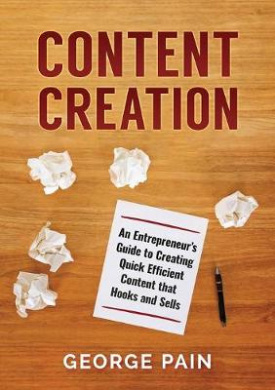 CONTENT
CREATION
An Entrepreneur's
Guide to Creating
Quick Efficient
Content that
Hooks and Sells
GEORGE PAIN